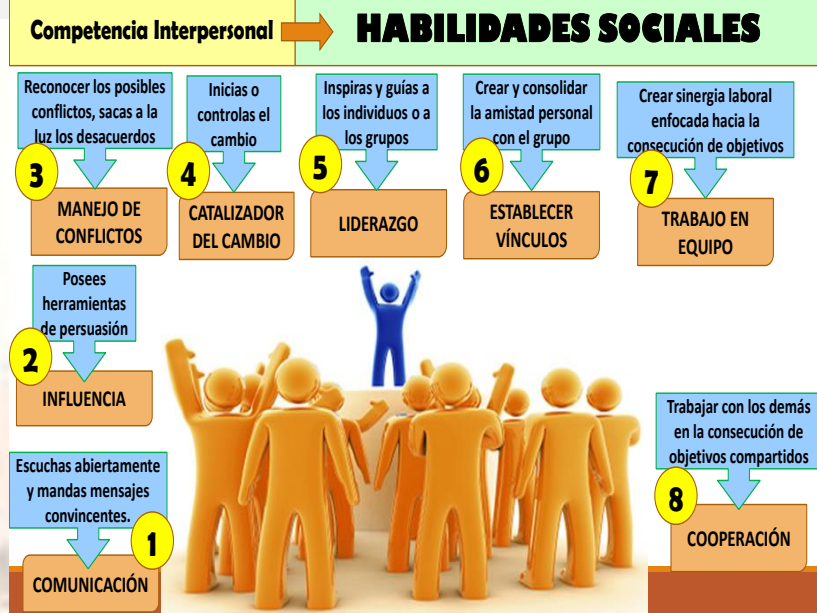 Competencia Interpersonal
HABILIDADES SOCIALES
Reconocer los posibles
conflictos, sacas a la
luz los desacuerdos
3
MANEJO DE
CONFLICTOS
Inicias o
controlas el
cambio
4
CATALIZADOR
DEL CAMBIO
Inspiras y guías a
los individuos o a
los grupos
5
LIDERAZGO
Crear y consolidar
la amistad personal
con el grupo
6
ESTABLECER
VÍNCULOS
Crear sinergia laboral
enfocada hacia la
consecución de objetivos
7
TRABAJO EN
EQUIPO
Posees
herramientas
de persuasión
2
INFLUENCIA
Escuchas abiertamente
y mandas mensajes
convincentes.
1
COMUNICACIÓN
Trabajar con los demás
en la consecución de
objetivos compartidos
8
COOPERACIÓN